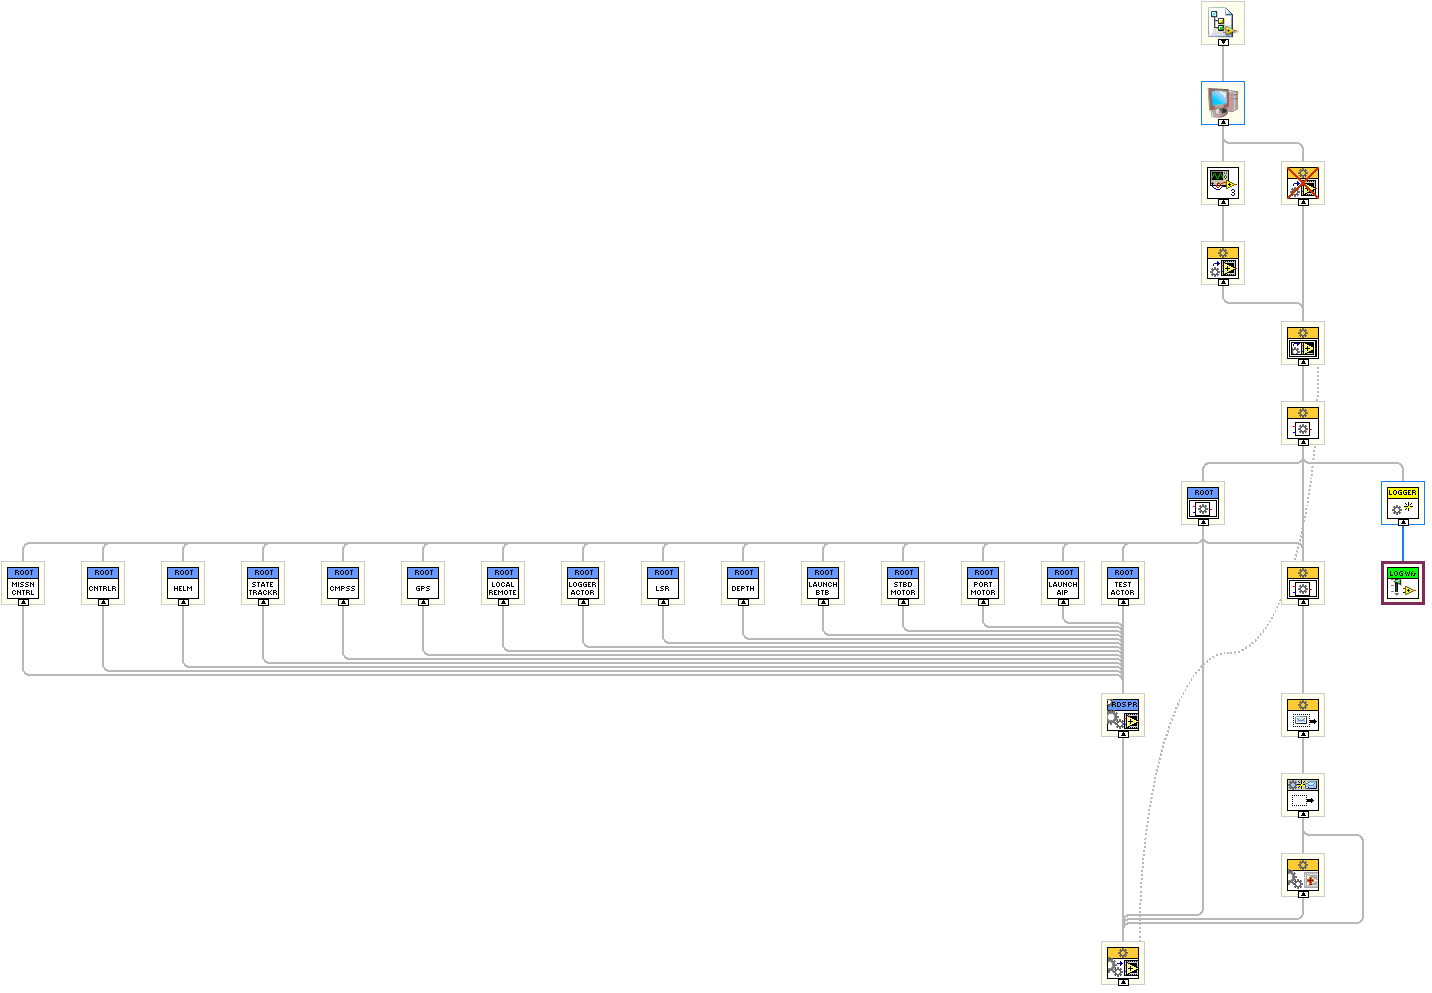 3
ROOT
LOGGER
ROOT
MISSN
CNTRL
ROOT
CNTRLR
ROOT
HELM
ROOT
STATE
TRACKR
ROOT
CMPSS
ROOT
GPS
ROOT
LOCAL
REMOTE
ROOT
LOGGER
ACTOR
ROOT
LSR
ROOT
DEPTH
ROOT
LAUNCH
BTB
ROOT
STBD
MOTOR
ROOT
PORT
MOTOR
ROOT
LAUNCH
AIP
ROOT
TEST
ACTOR
RDSPR